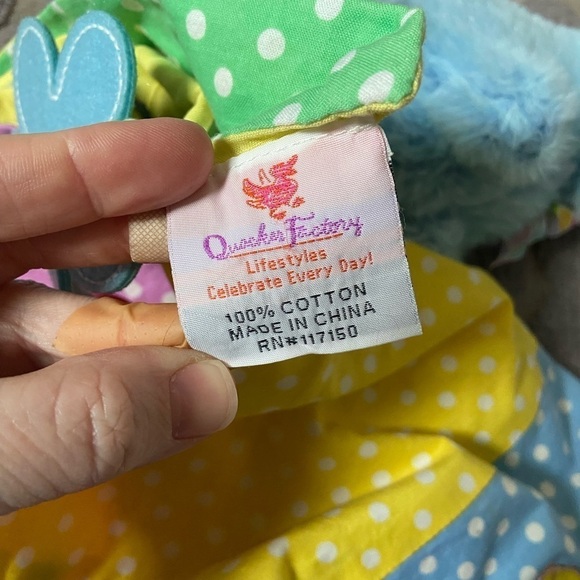 Quacker Factory
Lifestyles
Celebrate Every Day!
100% COTTON
MADE IN CHINA
RN#117150